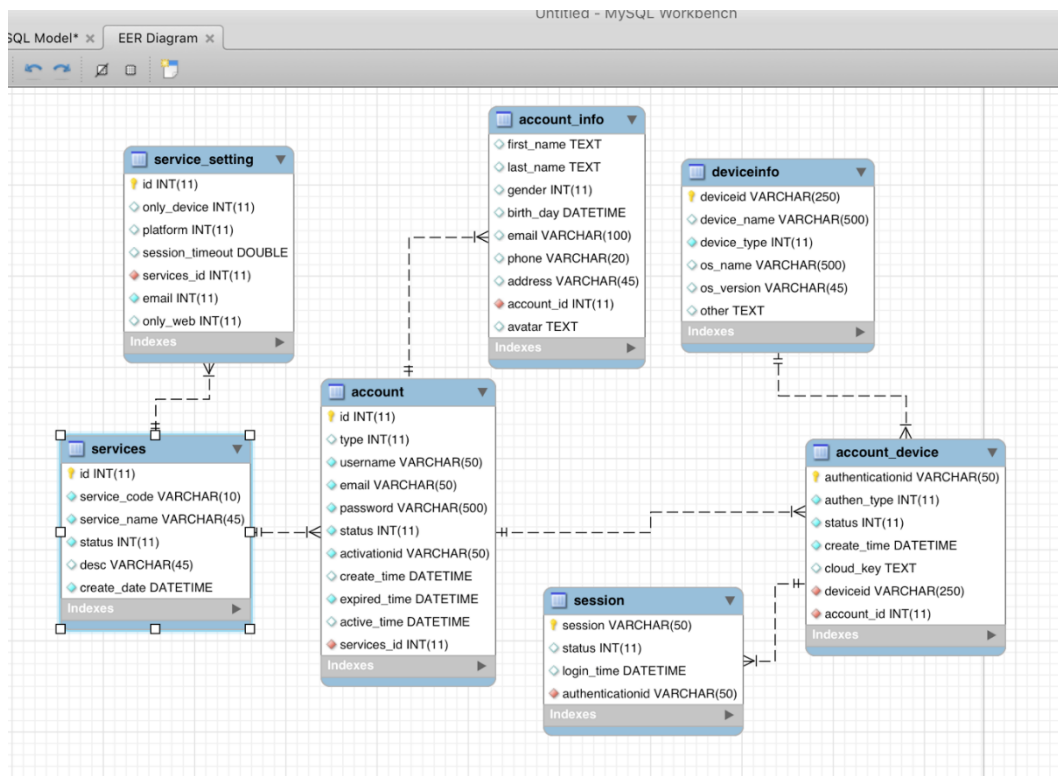 Untitled - MySQL Workbench
SQL Model*
EER Diagram
service_setting
id INT(11)
only_device INT(11)
platform INT(11)
session_timeout DOUBLE
services_id INT(11)
email INT(11)
only_web INT(11)
Indexes
account_info
first_name TEXT
last_name TEXT
gender INT(11)
birth_day DATETIME
email VARCHAR(100)
phone VARCHAR(20)
address VARCHAR(45)
account_id INT(11)
avatar TEXT
Indexes
deviceinfo
deviceid VARCHAR(250)
device_name VARCHAR(500)
device_type INT(11)
os_name VARCHAR(500)
os_version VARCHAR(45)
other TEXT
Indexes
services
id INT(11)
service_code VARCHAR(10)
service_name VARCHAR(45)
status INT(11)
desc VARCHAR(45)
create_date DATETIME
Indexes
account
id INT(11)
type INT(11)
username VARCHAR(50)
email VARCHAR(50)
password VARCHAR(500)
status INT(11)
activationid VARCHAR(50)
create_time DATETIME
expired_time DATETIME
active_time DATETIME
services_id INT(11)
Indexes
account_device
authenticationid VARCHAR(50)
authen_type INT(11)
status INT(11)
create_time DATETIME
cloud_key TEXT
deviceid VARCHAR(250)
account_id INT(11)
Indexes
session
session VARCHAR(50)
status INT(11)
login_time DATETIME
authenticationid VARCHAR(50)
Indexes